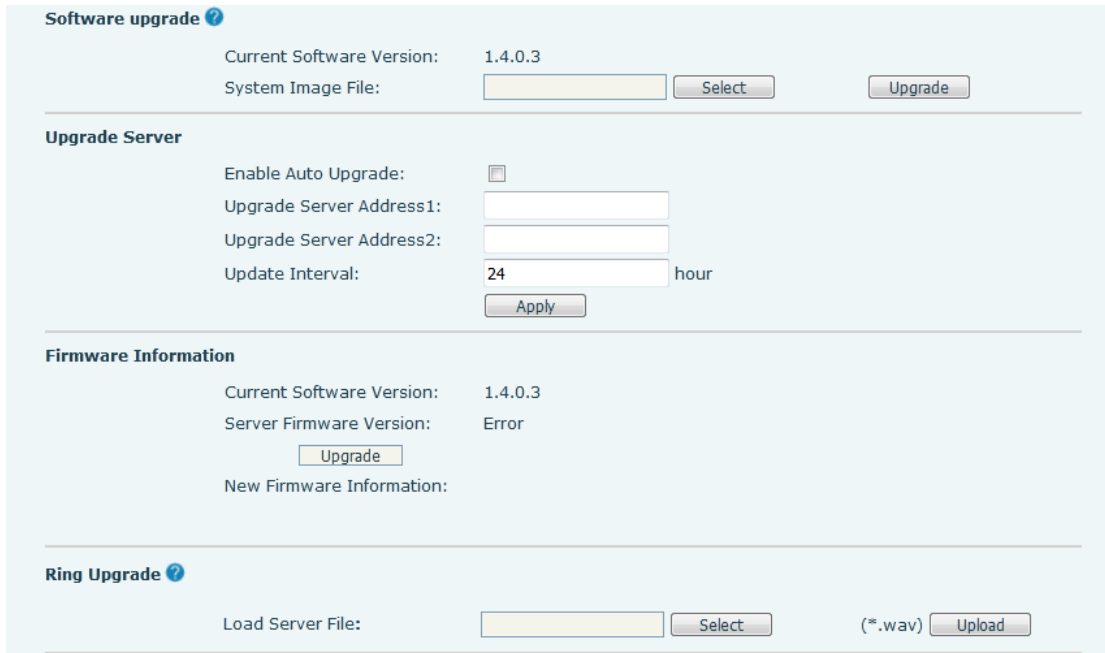 Software upgrade ?
Current Software Version: 1.4.0.3
System Image File: Select Upgrade
Upgrade Server
Enable Auto Upgrade:
Upgrade Server Address1:
Upgrade Server Address2:
Update Interval: 24 hour
Apply
Firmware Information
Current Software Version: 1.4.0.3
Server Firmware Version: Error
Upgrade
New Firmware Information:
Ring Upgrade ?
Load Server File: Select (*.wav) Upload